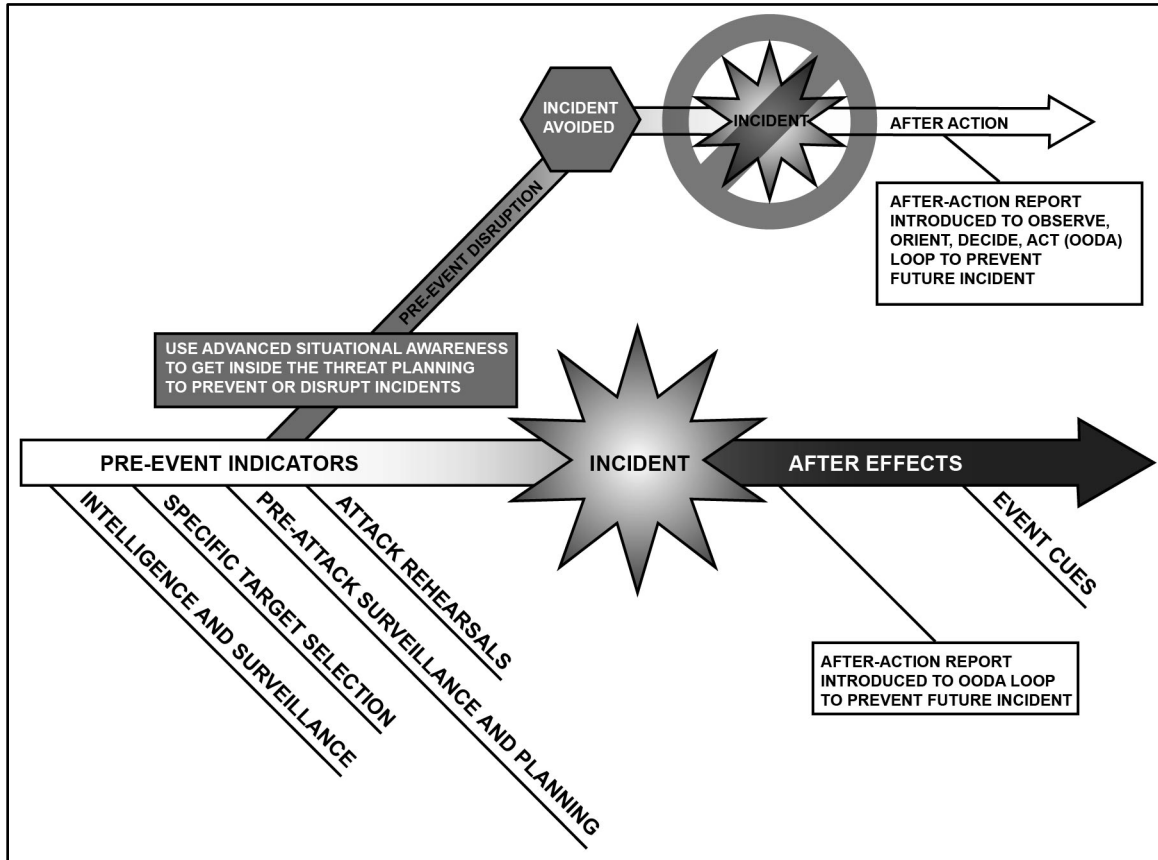 INCIDENT
AVOIDED
INCIDENT
AFTER ACTION
AFTER-ACTION REPORT
INTRODUCED TO OBSERVE,
ORIENT, DECIDE, ACT (OODA)
LOOP TO PREVENT
FUTURE INCIDENT
PRE-EVENT DISRUPTION
USE ADVANCED SITUATIONAL AWARENESS
TO GET INSIDE THE THREAT PLANNING
TO PREVENT OR DISRUPT INCIDENTS
PRE-EVENT INDICATORS
INCIDENT
AFTER EFFECTS
INTELLIGENCE AND SURVEILLANCE
SPECIFIC TARGET SELECTION
PRE-ATTACK SURVEILLANCE AND PLANNING
ATTACK REHEARSALS
EVENT CUES
AFTER-ACTION REPORT
INTRODUCED TO OODA LOOP
TO PREVENT FUTURE INCIDENT